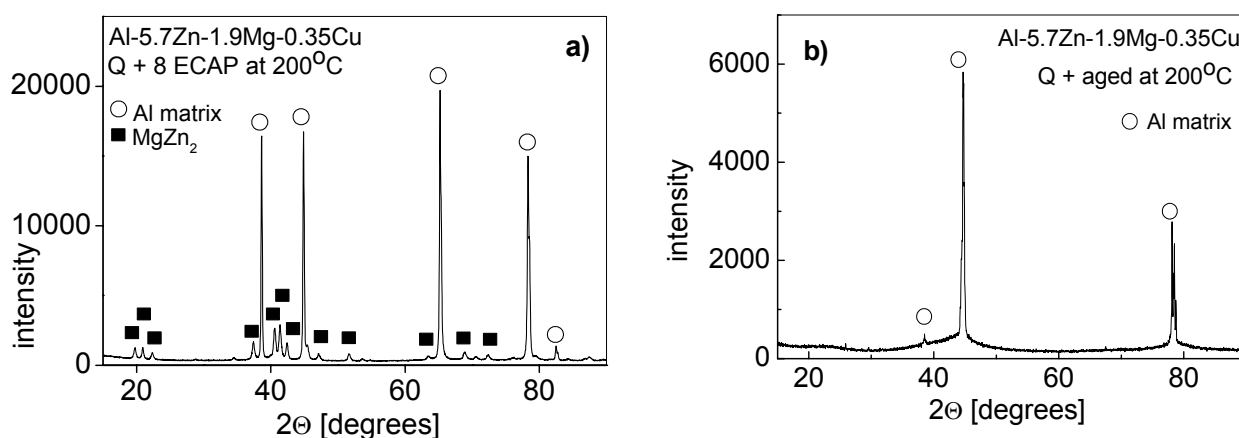 Al-5.7Zn-1.9Mg-0.35Cu
Q + 8 ECAP at 200⁰C
a)
Al matrix
MgZn₂
20000
10000
0
intensity
20 40 60 80
2Θ [degrees]
b)
Al-5.7Zn-1.9Mg-0.35Cu
Q + aged at 200⁰C
Al matrix
6000
4000
2000
0
intensity
20 40 60 80
2Θ [degrees]